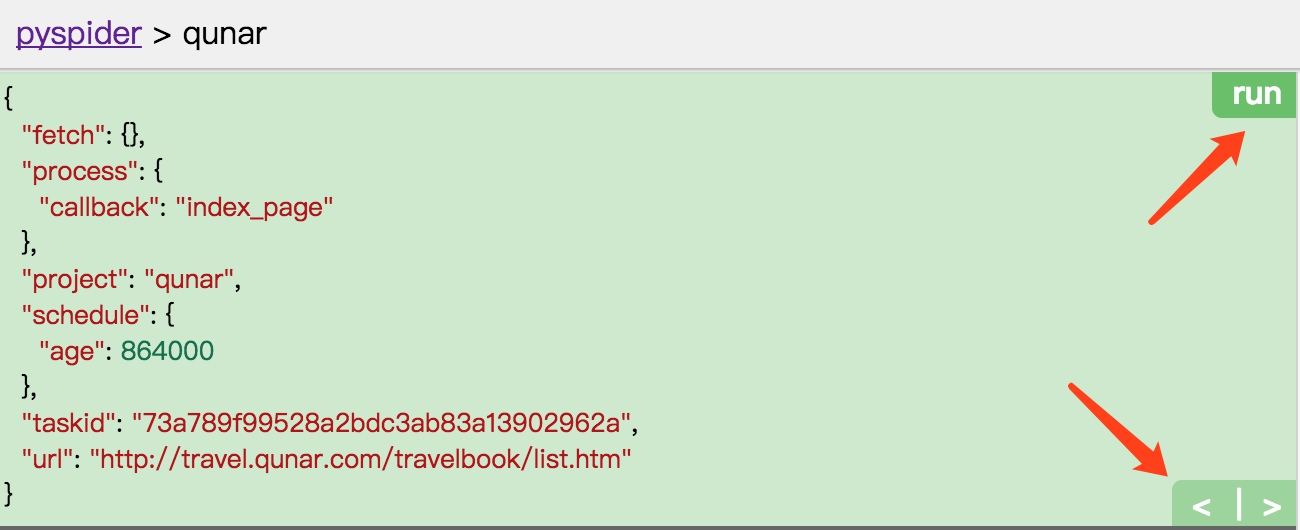 pyspider > qunar
run
{
"fetch": {},
"process": {
"callback": "index_page"
},
"project": "qunar",
"schedule": {
"age": 864000
},
"taskid": "73a789f99528a2bdc3ab83a13902962a",
"url": "http://travel.qunar.com/travelbook/list.htm"
}
< | >